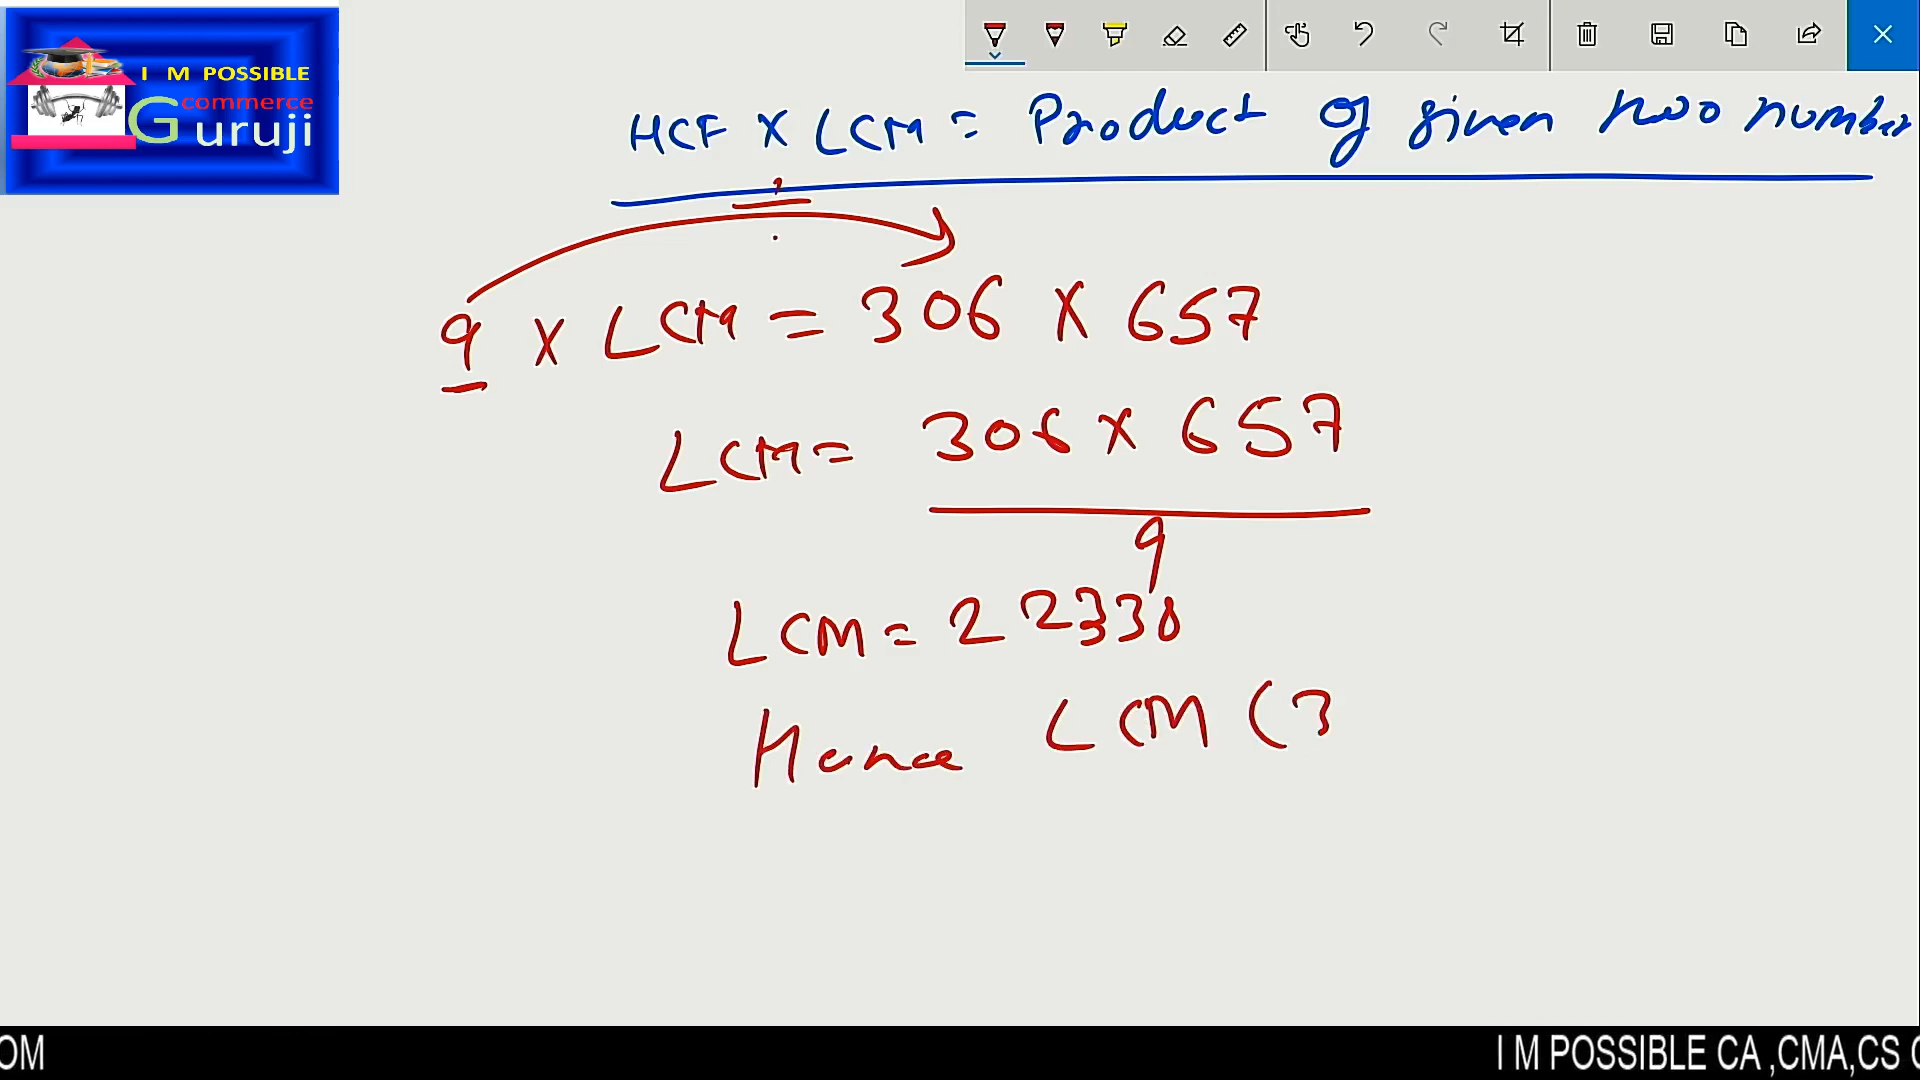 I M POSSIBLE
commerce
Guruji
HCF X LCM = Product of given two number
9 X LCM = 306 X 657
LCM = 306 X 657
9
LCM = 22338
Hence LCM (3
OM
I M POSSIBLE CA ,CMA,CS